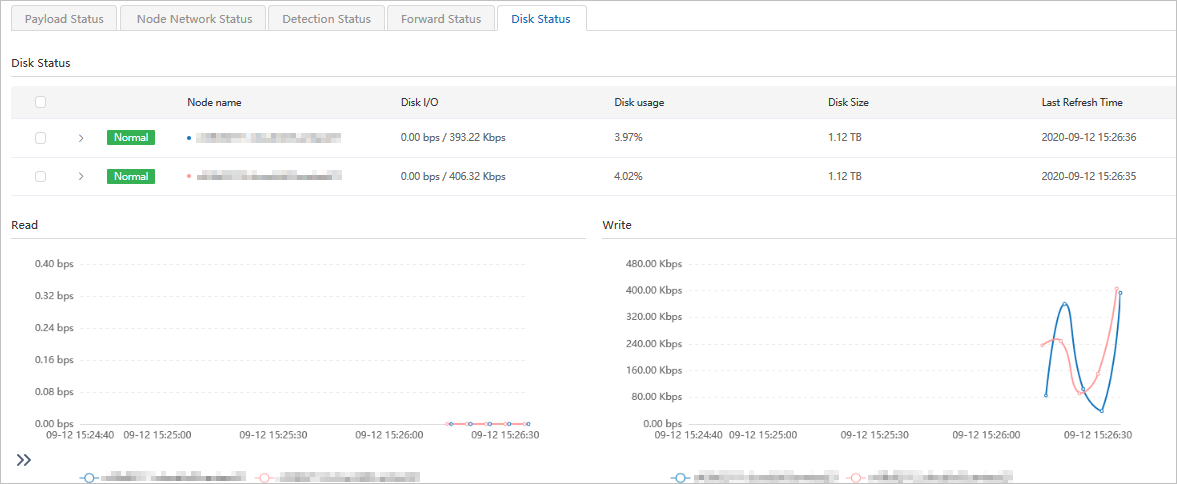 Payload Status Node Network Status Detection Status Forward Status Disk Status
Disk Status
Node name Disk I/O Disk usage Disk Size Last Refresh Time
Normal 0.00 bps / 393.22 Kbps 3.97% 1.12 TB 2020-09-12 15:26:36
Normal 0.00 bps / 406.32 Kbps 4.02% 1.12 TB 2020-09-12 15:26:35
Read
0.40 bps
0.32 bps
0.24 bps
0.16 bps
0.08 bps
0.00 bps
09-12 15:24:40 09-12 15:25:00 09-12 15:25:30 09-12 15:26:00 09-12 15:26:30
Write
480.00 Kbps
400.00 Kbps
320.00 Kbps
240.00 Kbps
160.00 Kbps
80.00 Kbps
0.00 bps
09-12 15:24:40 09-12 15:25:00 09-12 15:25:30 09-12 15:26:00 09-12 15:26:30